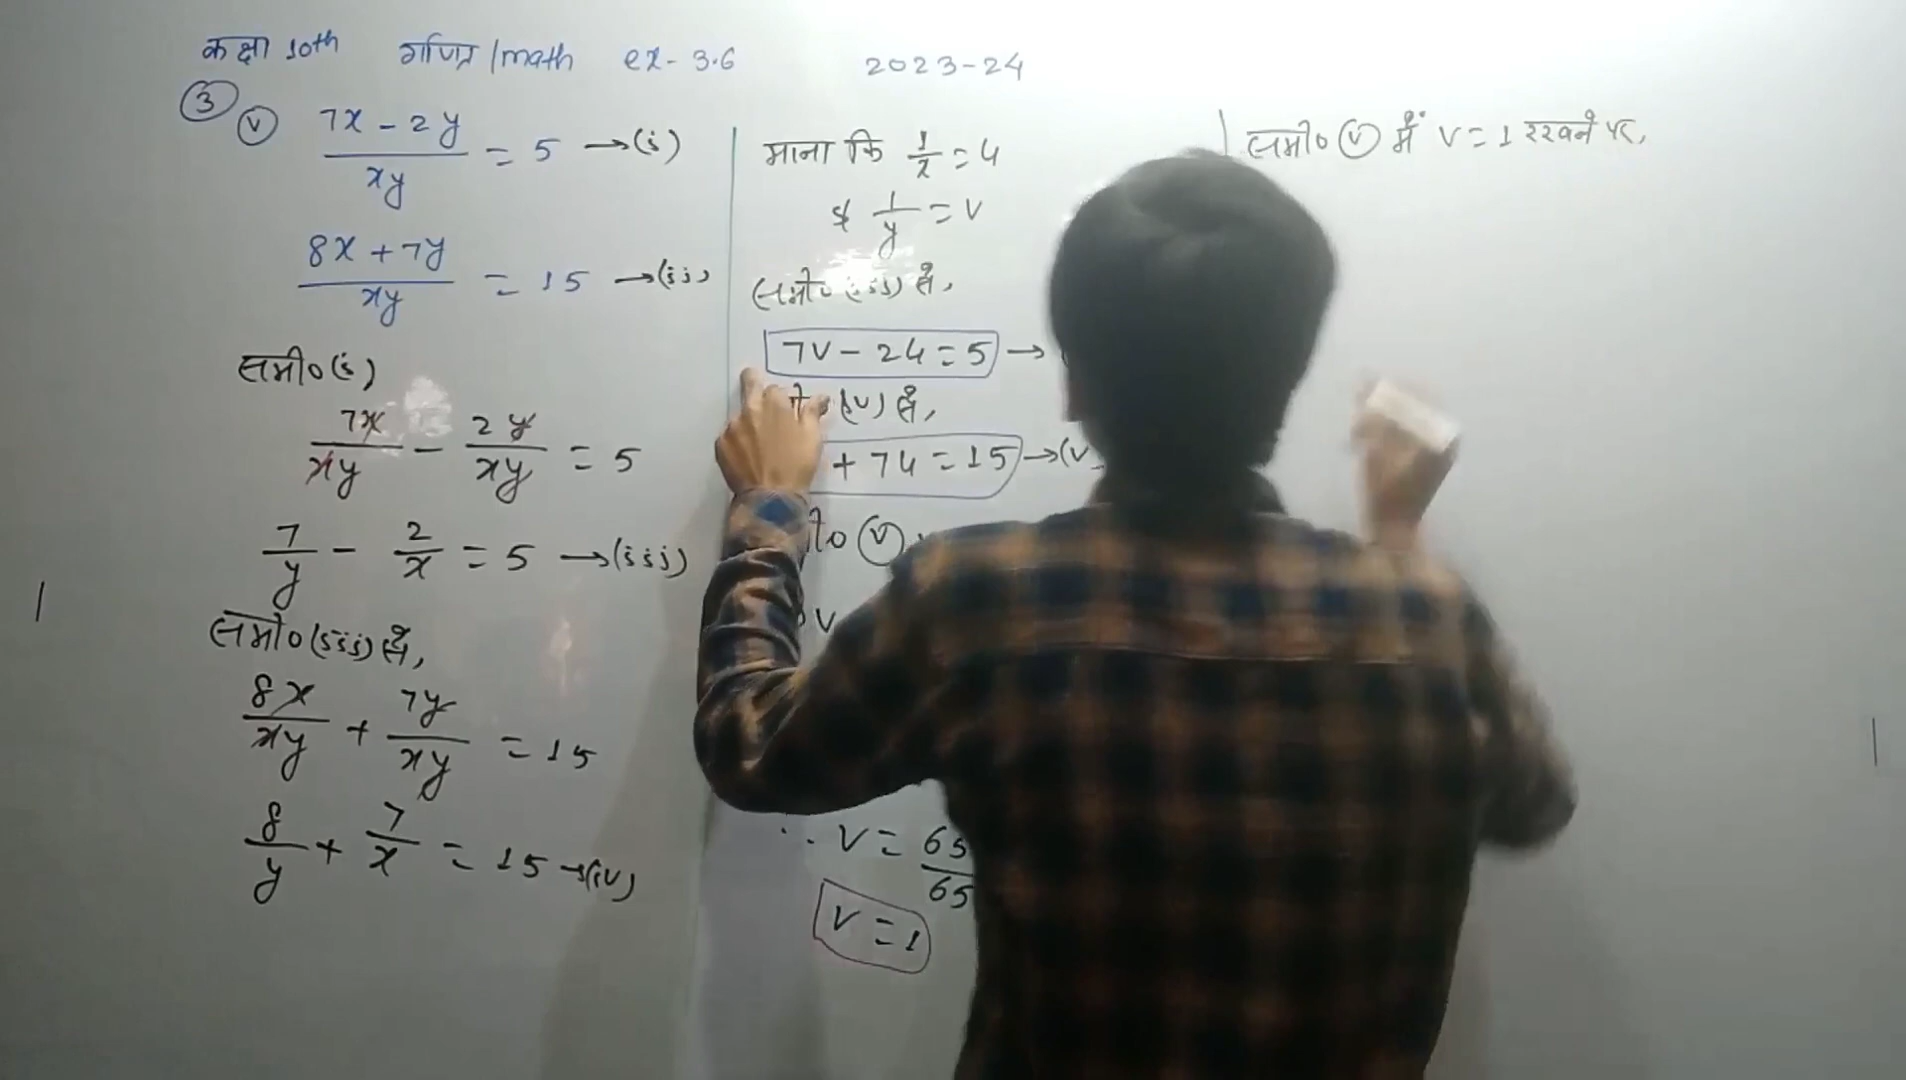 कक्षा 10th गणित / math ex- 3.6 2023-24
3
v 7x - 2y / xy = 5 → (i)
8x + 7y / xy = 15 → (ii)
समी० (i)
7x / xy - 2y / xy = 5
7 / y - 2 / x = 5 → (iii)
समी० (iii) से,
8x / xy + 7y / xy = 15
8 / y + 7 / x = 15 → (iv)
माना कि 1 / x = u
& 1 / y = v
समी० (iii) से,
7v - 2u = 5 →
(iv) से,
+ 7u = 15 → (v
v
v
∴ v = 65 / 65
v = 1
समी० v में v = 1 रखने पर,